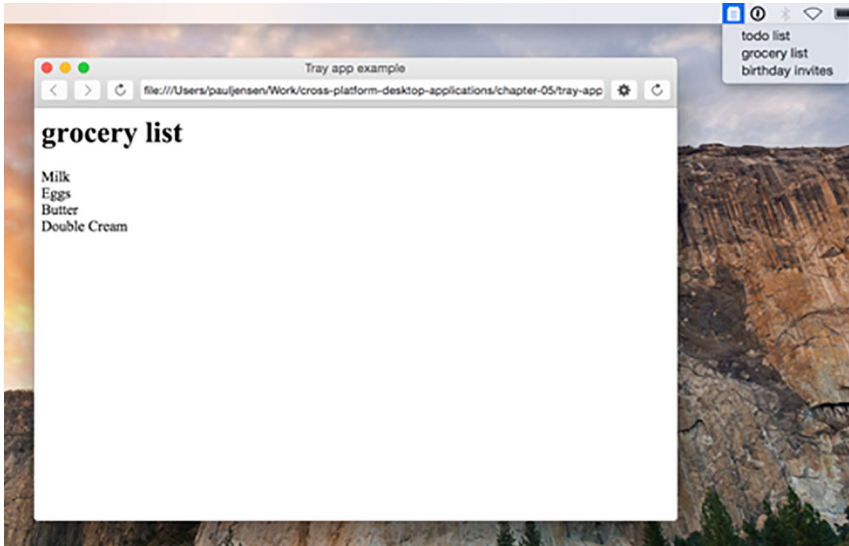 todo list
grocery list
birthday invites
Tray app example
file:///Users/pauljensen/Work/cross-platform-desktop-applications/chapter-05/tray-app
grocery list
Milk
Eggs
Butter
Double Cream